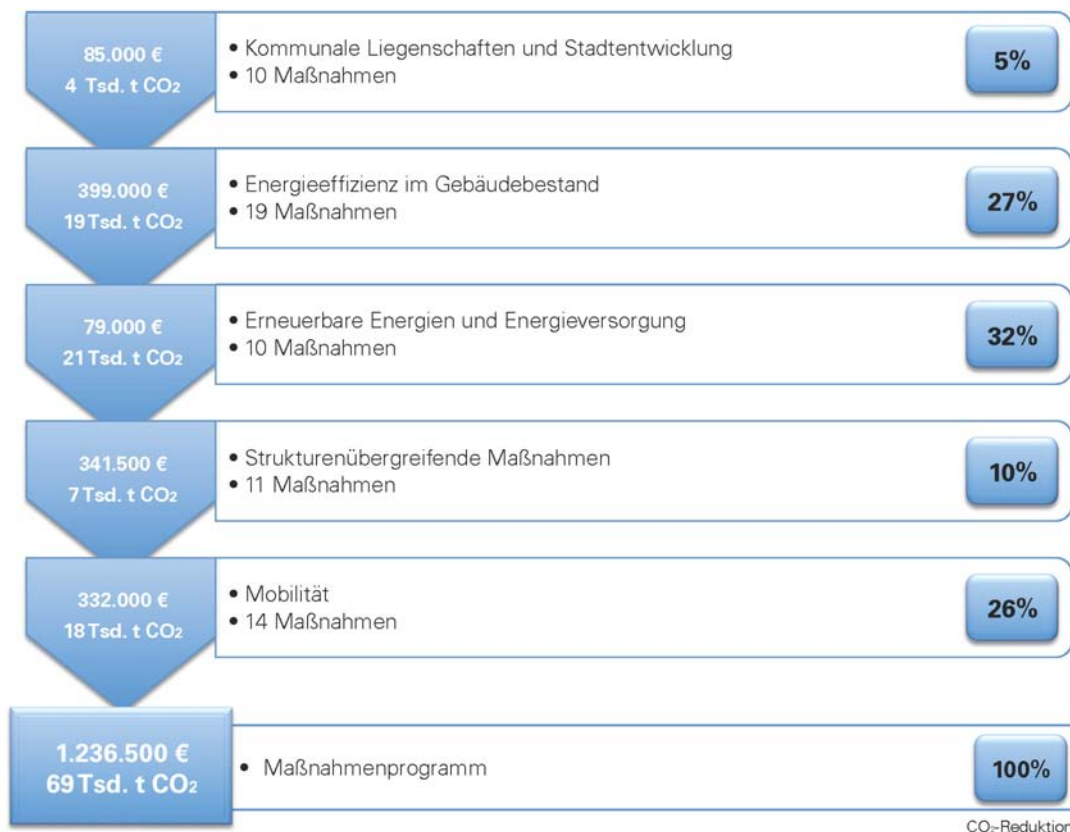 85.000 €
4 Tsd. t CO₂
• Kommunale Liegenschaften und Stadtentwicklung
• 10 Maßnahmen
5%
399.000 €
19 Tsd. t CO₂
• Energieeffizienz im Gebäudebestand
• 19 Maßnahmen
27%
79.000 €
21 Tsd. t CO₂
• Erneuerbare Energien und Energieversorgung
• 10 Maßnahmen
32%
341.500 €
7 Tsd. t CO₂
• Strukturenübergreifende Maßnahmen
• 11 Maßnahmen
10%
332.000 €
18 Tsd. t CO₂
• Mobilität
• 14 Maßnahmen
26%
1.236.500 €
69 Tsd. t CO₂
• Maßnahmenprogramm
100%
CO₂-Reduktion